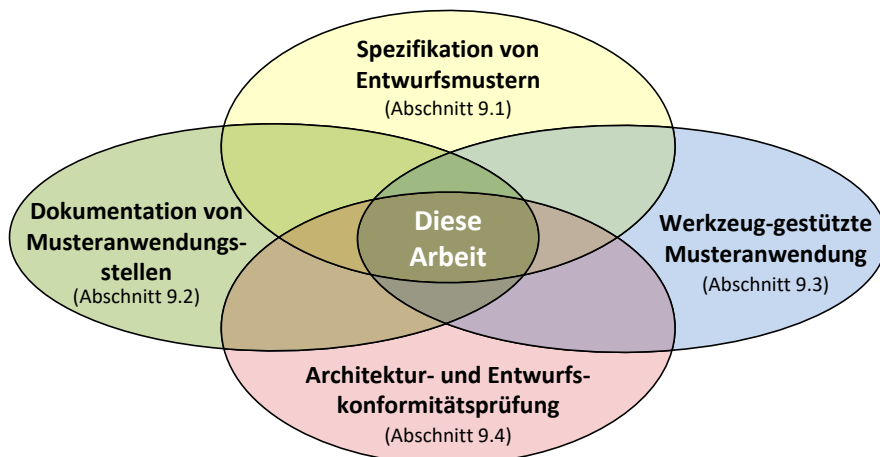 Spezifikation von
Entwurfsmustern
(Abschnitt 9.1)
Dokumentation von
Musteranwendungs-
stellen
(Abschnitt 9.2)
Diese
Arbeit
Werkzeug-gestützte
Musteranwendung
(Abschnitt 9.3)
Architektur- und Entwurfs-
konformitätsprüfung
(Abschnitt 9.4)